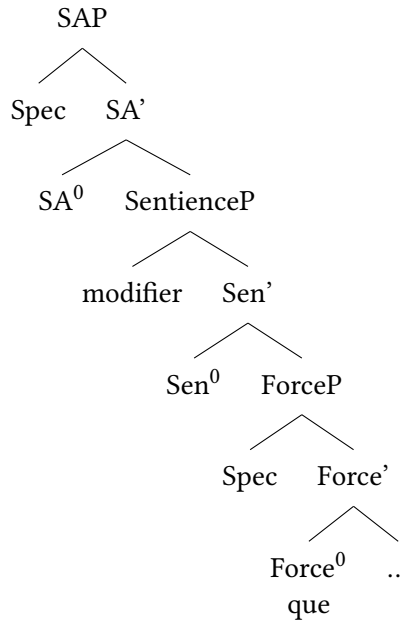 SAP
Spec SA’
SA⁰ SentienceP
modifier Sen’
Sen⁰ ForceP
Spec Force’
Force⁰ ..
que